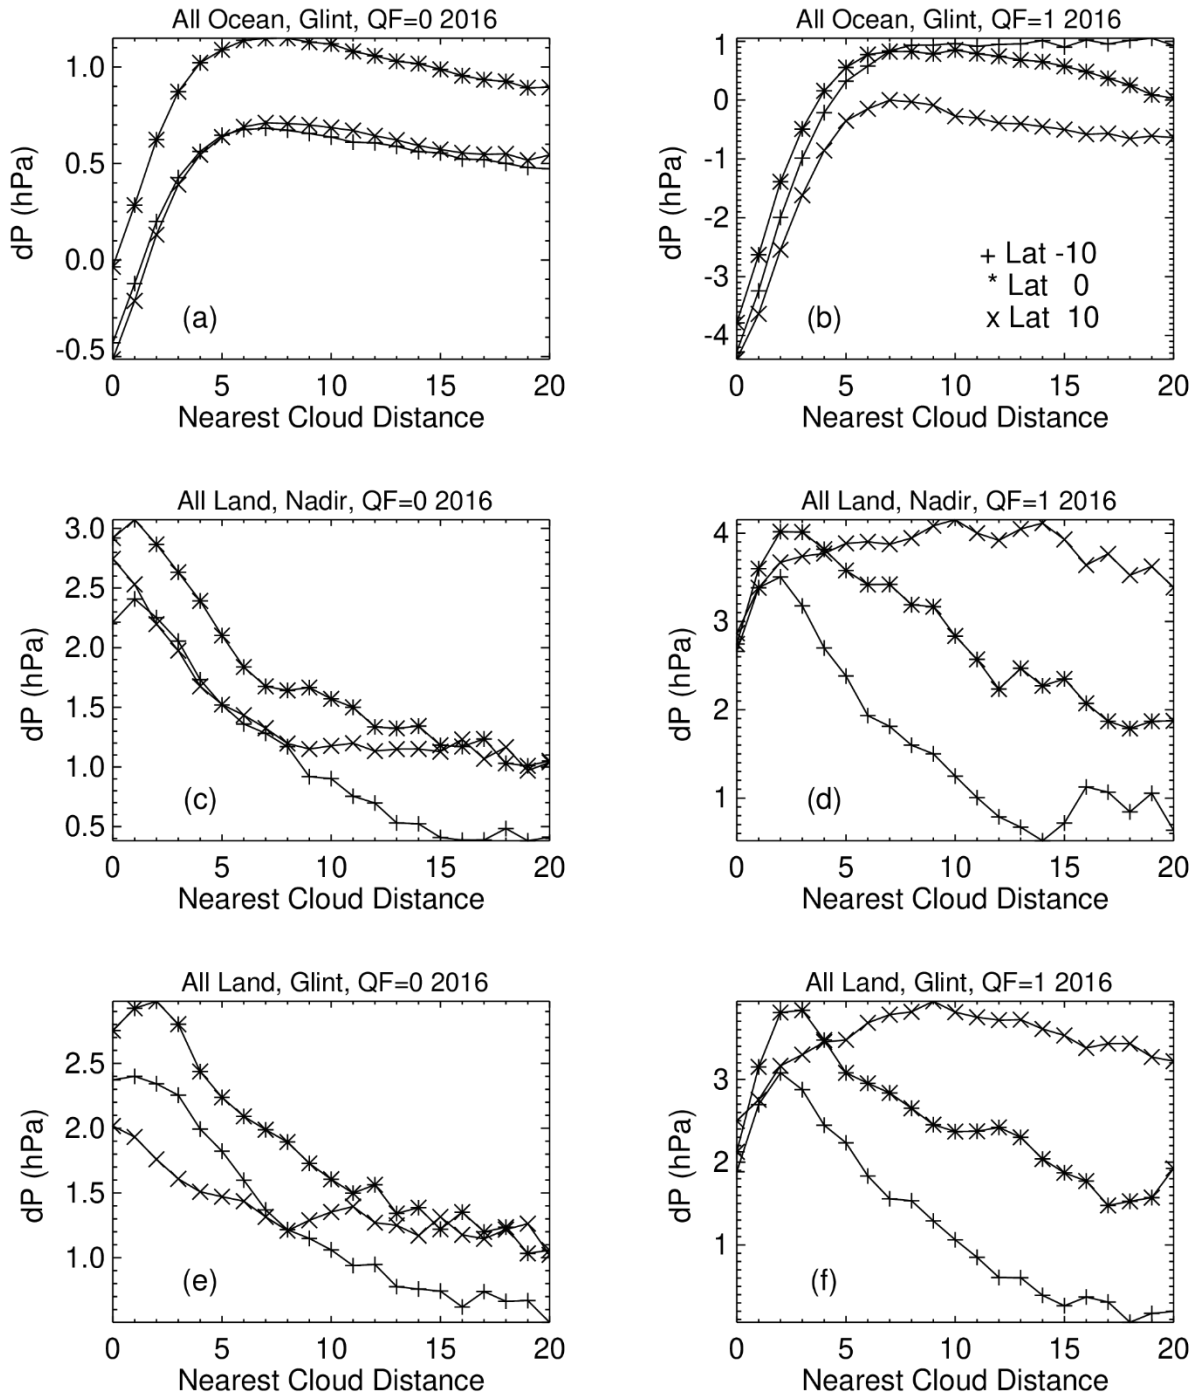 All Ocean, Glint, QF=0 2016
dP (hPa)
1.0
0.5
0.0
-0.5
(a)
0 5 10 15 20
Nearest Cloud Distance
All Ocean, Glint, QF=1 2016
dP (hPa)
1
0
-1
-2
-3
-4
+ Lat -10
* Lat 0
x Lat 10
(b)
0 5 10 15 20
Nearest Cloud Distance
All Land, Nadir, QF=0 2016
dP (hPa)
3.0
2.5
2.0
1.5
1.0
0.5
(c)
0 5 10 15 20
Nearest Cloud Distance
All Land, Nadir, QF=1 2016
dP (hPa)
4
3
2
1
(d)
0 5 10 15 20
Nearest Cloud Distance
All Land, Glint, QF=0 2016
dP (hPa)
2.5
2.0
1.5
1.0
(e)
0 5 10 15 20
Nearest Cloud Distance
All Land, Glint, QF=1 2016
dP (hPa)
3
2
1
(f)
0 5 10 15 20
Nearest Cloud Distance